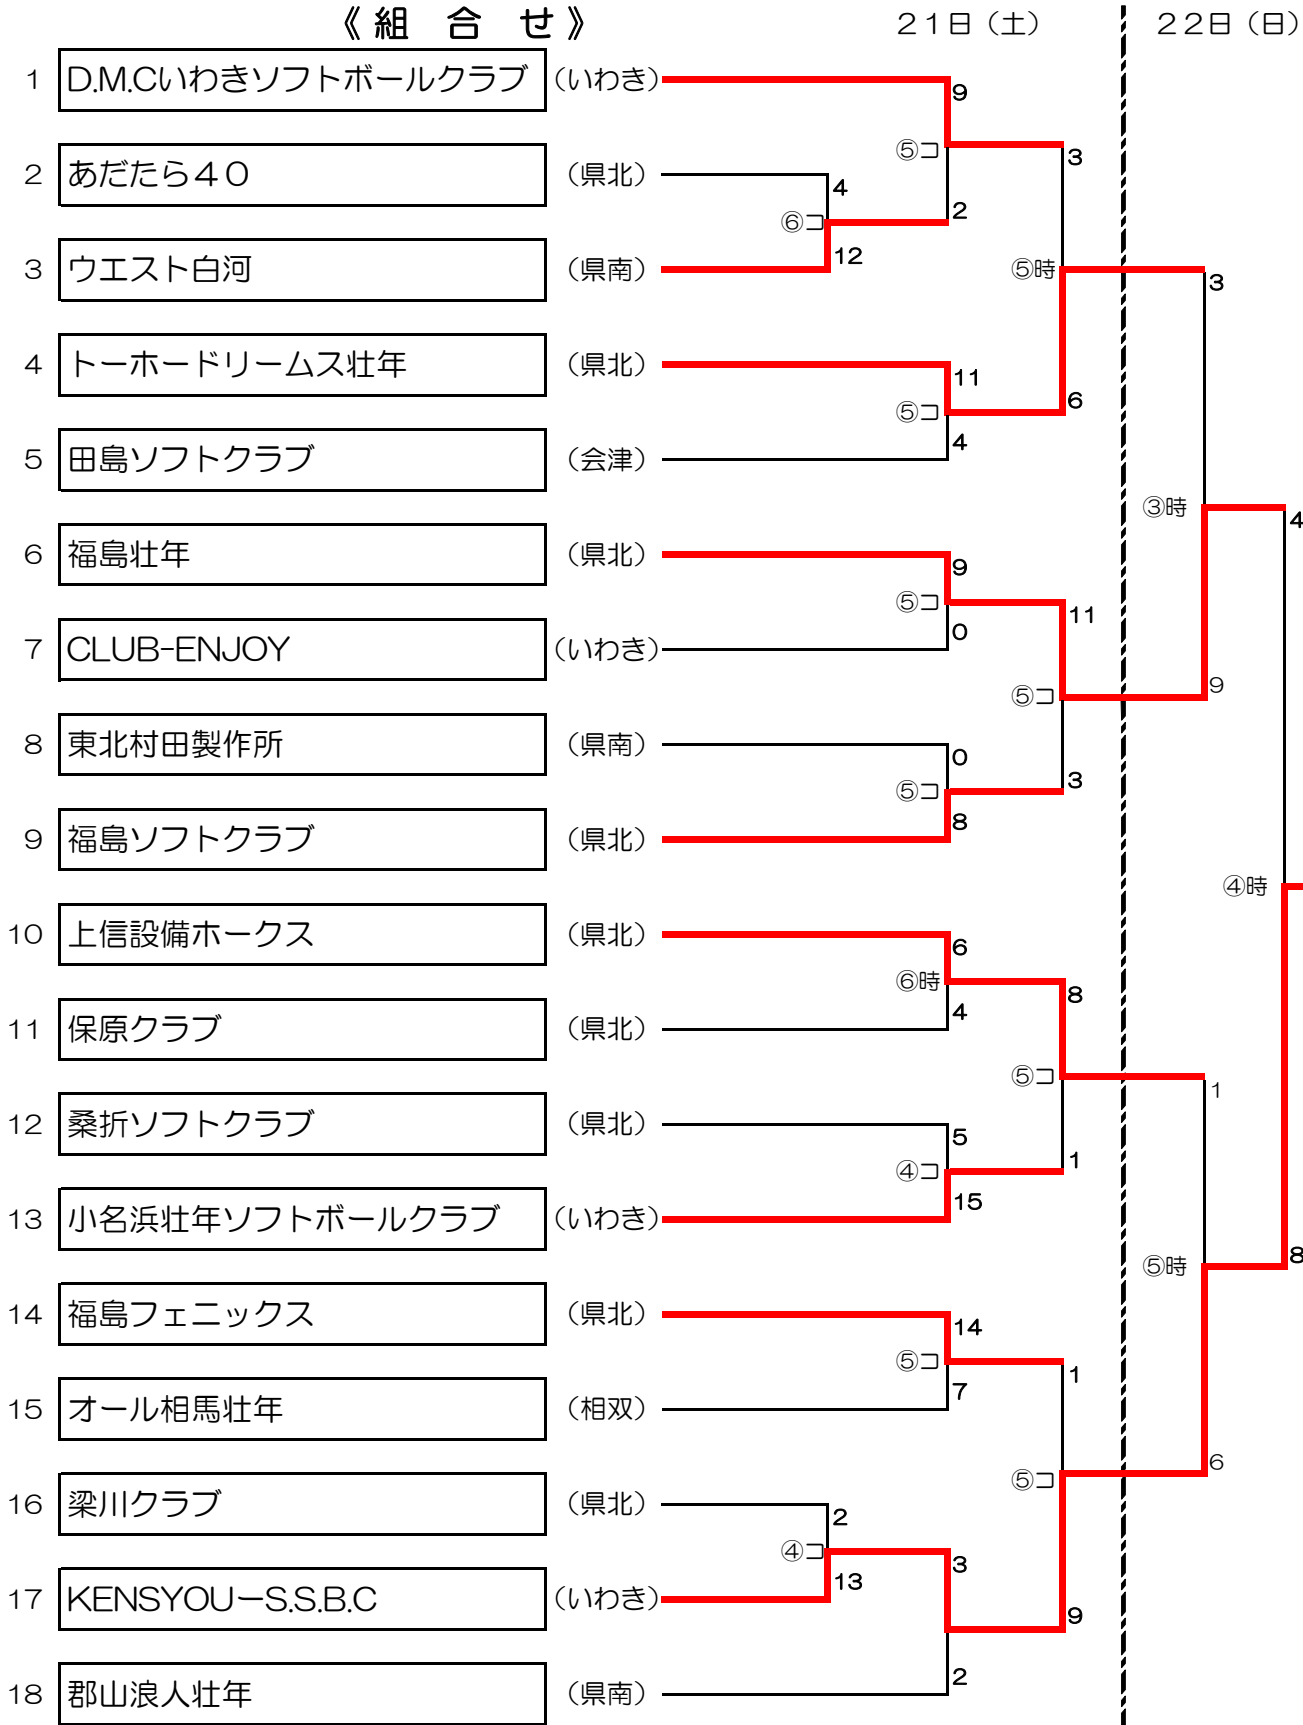 《 組 合 せ 》 ２１日（土） ２２日（日）
1 D.M.Cいわきソフトボールクラブ （いわき）
9
⑤コ
3
2 あだたら４０ （県北）
4
2
⑥コ
12
3 ウエスト白河 （県南）
⑤時
3
4 トーホードリームス壮年 （県北）
11
6
⑤コ
4
5 田島ソフトクラブ （会津）
③時
4
6 福島壮年 （県北）
9
⑤コ
11
0
7 CLUB-ENJOY （いわき）
⑤コ
9
8 東北村田製作所 （県南）
0
3
⑤コ
8
9 福島ソフトクラブ （県北）
④時
10 上信設備ホークス （県北）
6
⑥時
8
4
11 保原クラブ （県北）
⑤コ
1
12 桑折ソフトクラブ （県北）
5
1
④コ
15
13 小名浜壮年ソフトボールクラブ （いわき）
⑤時
8
14 福島フェニックス （県北）
14
⑤コ
1
7
15 オール相馬壮年 （相双）
⑤コ
6
16 梁川クラブ （県北）
2
④コ
3
13
17 KENSYOUーS.S.B.C （いわき）
9
2
18 郡山浪人壮年 （県南）